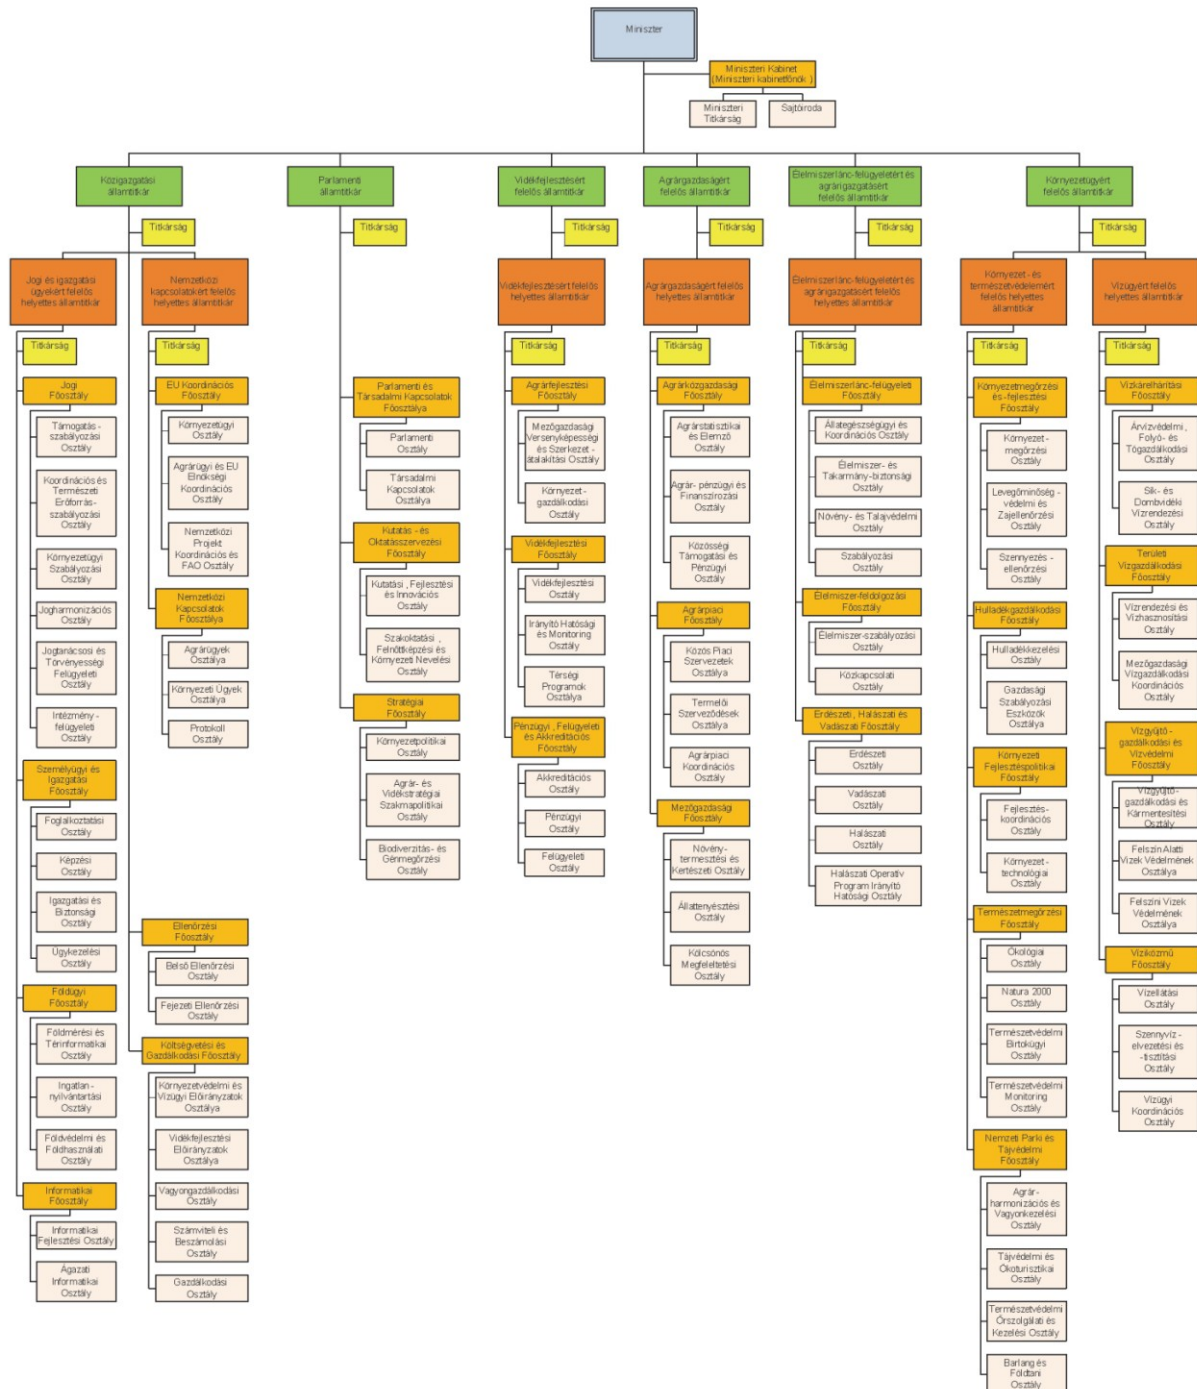 Miniszter
Miniszteri Kabinet
(Miniszteri kabinetfőnök )
Miniszteri
Titkárság
Sajtóiroda
Közigazgatási
államtitkár
Titkárság
Jogi és igazgatási
ügyekért felelős
helyettes államtitkár
Titkárság
Jogi
Főosztály
Támogatás -
szabályozási
Osztály
Koordinációs és
Természeti
Erőforrás-
szabályozási
Osztály
Környezetügyi
Szabályozási
Osztály
Jogharmonizációs
Osztály
Jogtanácsosi és
Törvényességi
Felügyeleti
Osztály
Intézmény -
felügyeleti
Osztály
Személyügyi és
Igazgatási
Főosztály
Foglalkoztatási
Osztály
Képzési
Osztály
Igazgatási és
Biztonsági
Osztály
Ügykezelési
Osztály
Földügyi
Főosztály
Földmérési és
Térinformatikai
Osztály
Ingatlan -
nyilvántartási
Osztály
Földvédelmi és
Földhasználati
Osztály
Informatikai
Főosztály
Informatikai
Fejlesztési Osztály
Ágazati
Informatikai
Osztály
Nemzetközi
kapcsolatokért felelős
helyettes államtitkár
Titkárság
EU Koordinációs
Főosztály
Környezetügyi
Osztály
Agrárügyi és EU
Elnökségi
Koordinációs
Osztály
Nemzetközi
Projekt
Koordinációs és
FAO Osztály
Nemzetközi
Kapcsolatok
Főosztálya
Agrárügyek
Osztálya
Környezeti Ügyek
Osztálya
Protokoll
Osztály
Ellenőrzési
Főosztály
Belső Ellenőrzési
Osztály
Fejezeti Ellenőrzési
Osztály
Költségvetési és
Gazdálkodási Főosztály
Környezetvédelmi és
Vízügyi Előirányzatok
Osztálya
Vidékfejlesztési
Előirányzatok
Osztálya
Vagyongazdálkodási
Osztály
Számviteli és
Beszámolási
Osztály
Gazdálkodási
Osztály
Parlamenti
államtitkár
Titkárság
Parlamenti és
Társadalmi Kapcsolatok
Főosztálya
Parlamenti
Osztály
Társadalmi
Kapcsolatok
Osztálya
Kutatás - és
Oktatásszervezési
Főosztály
Kutatási , Fejlesztési
és Innovációs
Osztály
Szakoktatási ,
Felnőttképzési és
Környezeti Nevelési
Osztály
Stratégiai
Főosztály
Környezetpolitikai
Osztály
Agrár- és
Vidékstratégiai
Szakmapolitikai
Osztály
Biodiverzitás- és
Génmegőrzési
Osztály
Vidékfejlesztésért
felelős államtitkár
Titkárság
Vidékfejlesztésért felelős
helyettes államtitkár
Titkárság
Agrárfejlesztési
Főosztály
Mezőgazdasági
Versenyképességi
és Szerkezet -
átalakítási Osztály
Környezet-
gazdálkodási
Osztály
Vidékfejlesztési
Főosztály
Vidékfejlesztési
Osztály
Irányító Hatósági
és Monitoring
Osztály
Térségi
Programok
Osztálya
Pénzügyi , Felügyeleti
és Akkreditációs
Főosztály
Akkreditációs
Osztály
Pénzügyi
Osztály
Felügyeleti
Osztály
Agrárgazdaságért
felelős államtitkár
Titkárság
Agrárgazdaságért felelős
helyettes államtitkár
Titkárság
Agrárközgazdasági
Főosztály
Agrárstatisztikai
és Elemző
Osztály
Agrár- pénzügyi és
Finanszírozási
Osztály
Közösségi
Támogatási és
Pénzügyi Osztály
Agrárpiaci
Főosztály
Közös Piaci
Szervezetek
Osztálya
Termelői
Szerveződések
Osztálya
Agrárpiaci
Koordinációs
Osztály
Mezőgazdasági
Főosztály
Növény-
termesztési és
Kertészeti Osztály
Állattenyésztési
Osztály
Kölcsönös
Megfeleltetési
Osztály
Élelmiszerlánc-felügyeletért és
agrárigazgatásért
felelős államtitkár
Titkárság
Élelmiszerlánc-felügyeletért és
agrárigazgatásért felelős
helyettes államtitkár
Titkárság
Élelmiszerlánc-felügyeleti
Főosztály
Állategészségügyi és
Koordinációs Osztály
Élelmiszer- és
Takarmány-biztonsági
Osztály
Növény- és Talajvédelmi
Osztály
Szabályozási
Osztály
Élelmiszer-feldolgozási
Főosztály
Élelmiszer-szabályozási
Osztály
Közkapcsolati
Osztály
Erdészeti , Halászati és
Vadászati Főosztály
Erdészeti
Osztály
Vadászati
Osztály
Halászati
Osztály
Halászati Operatív
Program Irányító
Hatósági Osztály
Környezetügyért
felelős államtitkár
Titkárság
Környezet - és
természetvédelemért
felelős helyettes
államtitkár
Titkárság
Környezetmegőrzési
és -fejlesztési
Főosztály
Környezet -
megőrzési
Osztály
Levegőminőség -
védelmi és
Zajellenőrzési
Osztály
Szennyezés -
ellenőrzési
Osztály
Hulladékgazdálkodási
Főosztály
Hulladékkezelési
Osztály
Gazdasági
Szabályozási
Eszközök
Osztálya
Környezeti
Fejlesztéspolitikai
Főosztály
Fejlesztés-
koordinációs
Osztály
Környezet -
technológiai
Osztály
Természetmegőrzési
Főosztály
Ökológiai
Osztály
Natura 2000
Osztály
Természetvédelmi
Birtokügyi
Osztály
Természetvédelmi
Monitoring
Osztály
Nemzeti Parki és
Tájvédelmi
Főosztály
Agrár-
harmonizációs és
Vagyonkezelési
Osztály
Tájvédelmi és
Ökoturisztikai
Osztály
Természetvédelmi
Őrszolgálati és
Kezelési Osztály
Barlang és
Földtani
Osztály
Vízügyért felelős
helyettes államtitkár
Titkárság
Vízkárelhárítási
Főosztály
Árvízvédelmi ,
Folyó- és
Tógazdálkodási
Osztály
Sík- és
Dombvidéki
Vízrendezési
Osztály
Területi
Vízgazdálkodási
Főosztály
Vízrendezési és
Vízhasznosítási
Osztály
Mezőgazdasági
Vízgazdálkodási
Koordinációs
Osztály
Vízgyűjtő -
gazdálkodási és
Vízvédelmi
Főosztály
Vízgyűjtő-
gazdálkodási és
Kármentesítési
Osztály
Felszín Alatti
Vizek Védelmének
Osztálya
Felszíni Vizek
Védelmének
Osztálya
Víziközmű
Főosztály
Vízellátási
Osztály
Szennyvíz -
elvezetési és
-tisztítási
Osztály
Vízügyi
Koordinációs
Osztály